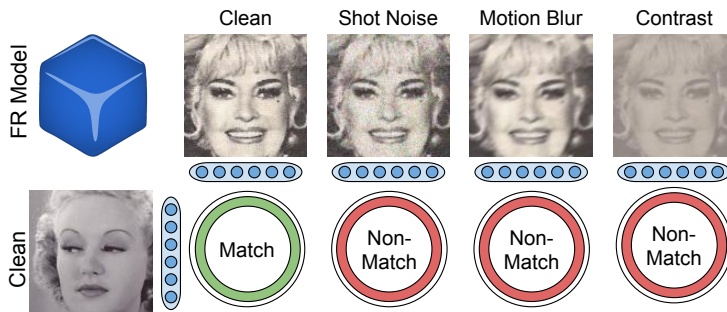 Clean
Shot Noise
Motion Blur
Contrast
FR Model
Clean
Match
Non-
Match
Non-
Match
Non-
Match